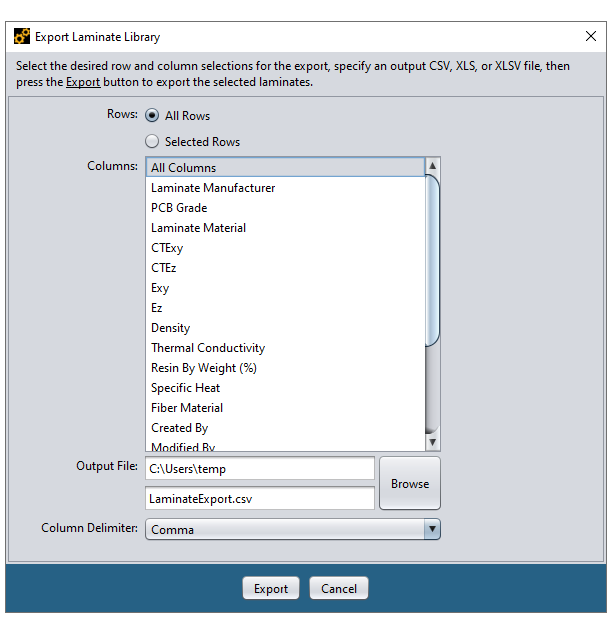 Export Laminate Library
Select the desired row and column selections for the export, specify an output CSV, XLS, or XLSV file, then
press the Export button to export the selected laminates.
Rows: All Rows
Selected Rows
Columns: All Columns
Laminate Manufacturer
PCB Grade
Laminate Material
CTExy
CTEz
Exy
Ez
Density
Thermal Conductivity
Resin By Weight (%)
Specific Heat
Fiber Material
Created By
Modified By
Output File: C:\Users\temp
Browse
LaminateExport.csv
Column Delimiter: Comma
Export Cancel